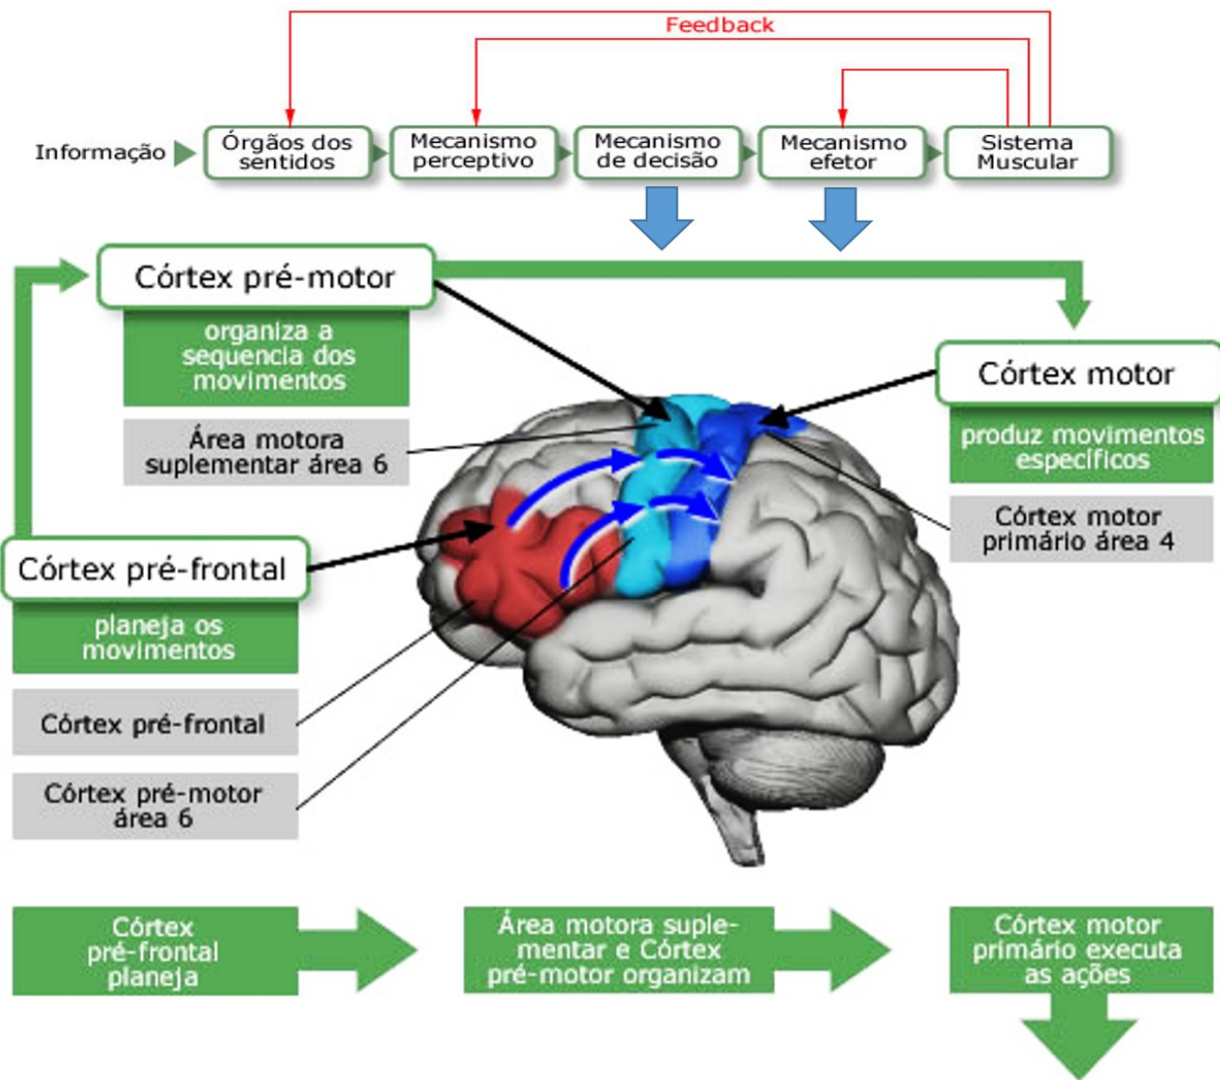 Feedback
Informação
Órgãos dos
sentidos
Mecanismo
perceptivo
Mecanismo
de decisão
Mecanismo
efetor
Sistema
Muscular
Córtex pré-motor
organiza a
sequencia dos
movimentos
Área motora
suplementar área 6
Córtex motor
produz movimentos
específicos
Córtex motor
primário área 4
Córtex pré-frontal
planeja os
movimentos
Córtex pré-frontal
Córtex pré-motor
área 6
Córtex
pré-frontal
planeja
Área motora suple-
mentar e Córtex
pré-motor organizam
Córtex motor
primário executa
as ações